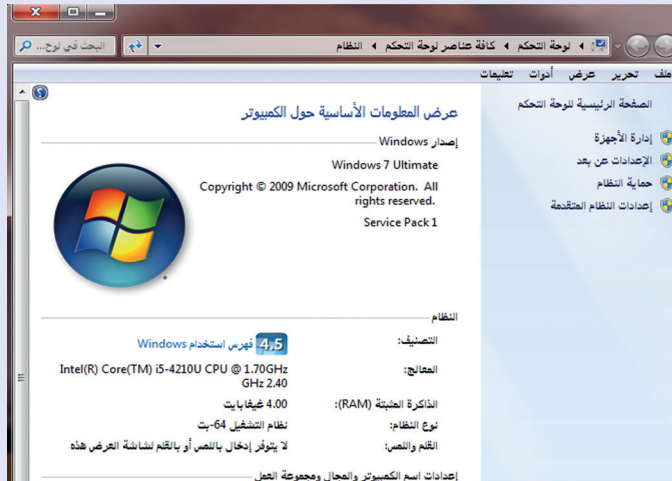 لوحة التحكم ◂ كافة عناصر لوحة التحكم ◂ النظام
البحث في لوح...
ملف تحرير عرض أدوات تعليمات
الصفحة الرئيسية للوحة التحكم
إدارة الأجهزة
الإعدادات عن بعد
حماية النظام
إعدادات النظام المتقدمة
عرض المعلومات الأساسية حول الكمبيوتر
إصدار Windows
Windows 7 Ultimate
Copyright © 2009 Microsoft Corporation. All
rights reserved.
Service Pack 1
النظام
التصنيف: 4,5 فهرس استخدام Windows
المعالج: Intel(R) Core(TM) i5-4210U CPU @ 1.70GHz
2.40 GHz
الذاكرة المثبتة (RAM): 4.00 غيغابايت
نوع النظام: نظام التشغيل 64-بت
القلم واللمس: لا يتوفر إدخال باللمس أو بالقلم لشاشة العرض هذه
إعدادات اسم الكمبيوتر والمجال ومجموعة العمل